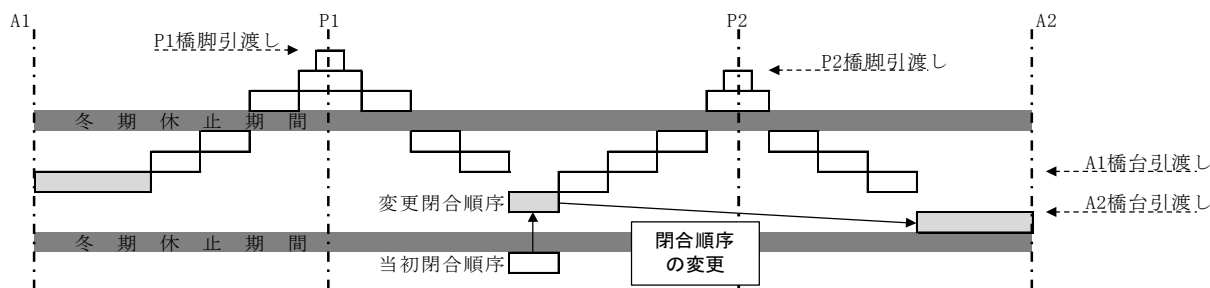 A1
P1
P2
A2
P1橋脚引渡し
P2橋脚引渡し
冬期休止期間
A1橋台引渡し
変更閉合順序
A2橋台引渡し
冬期休止期間
閉合順序
の変更
当初閉合順序